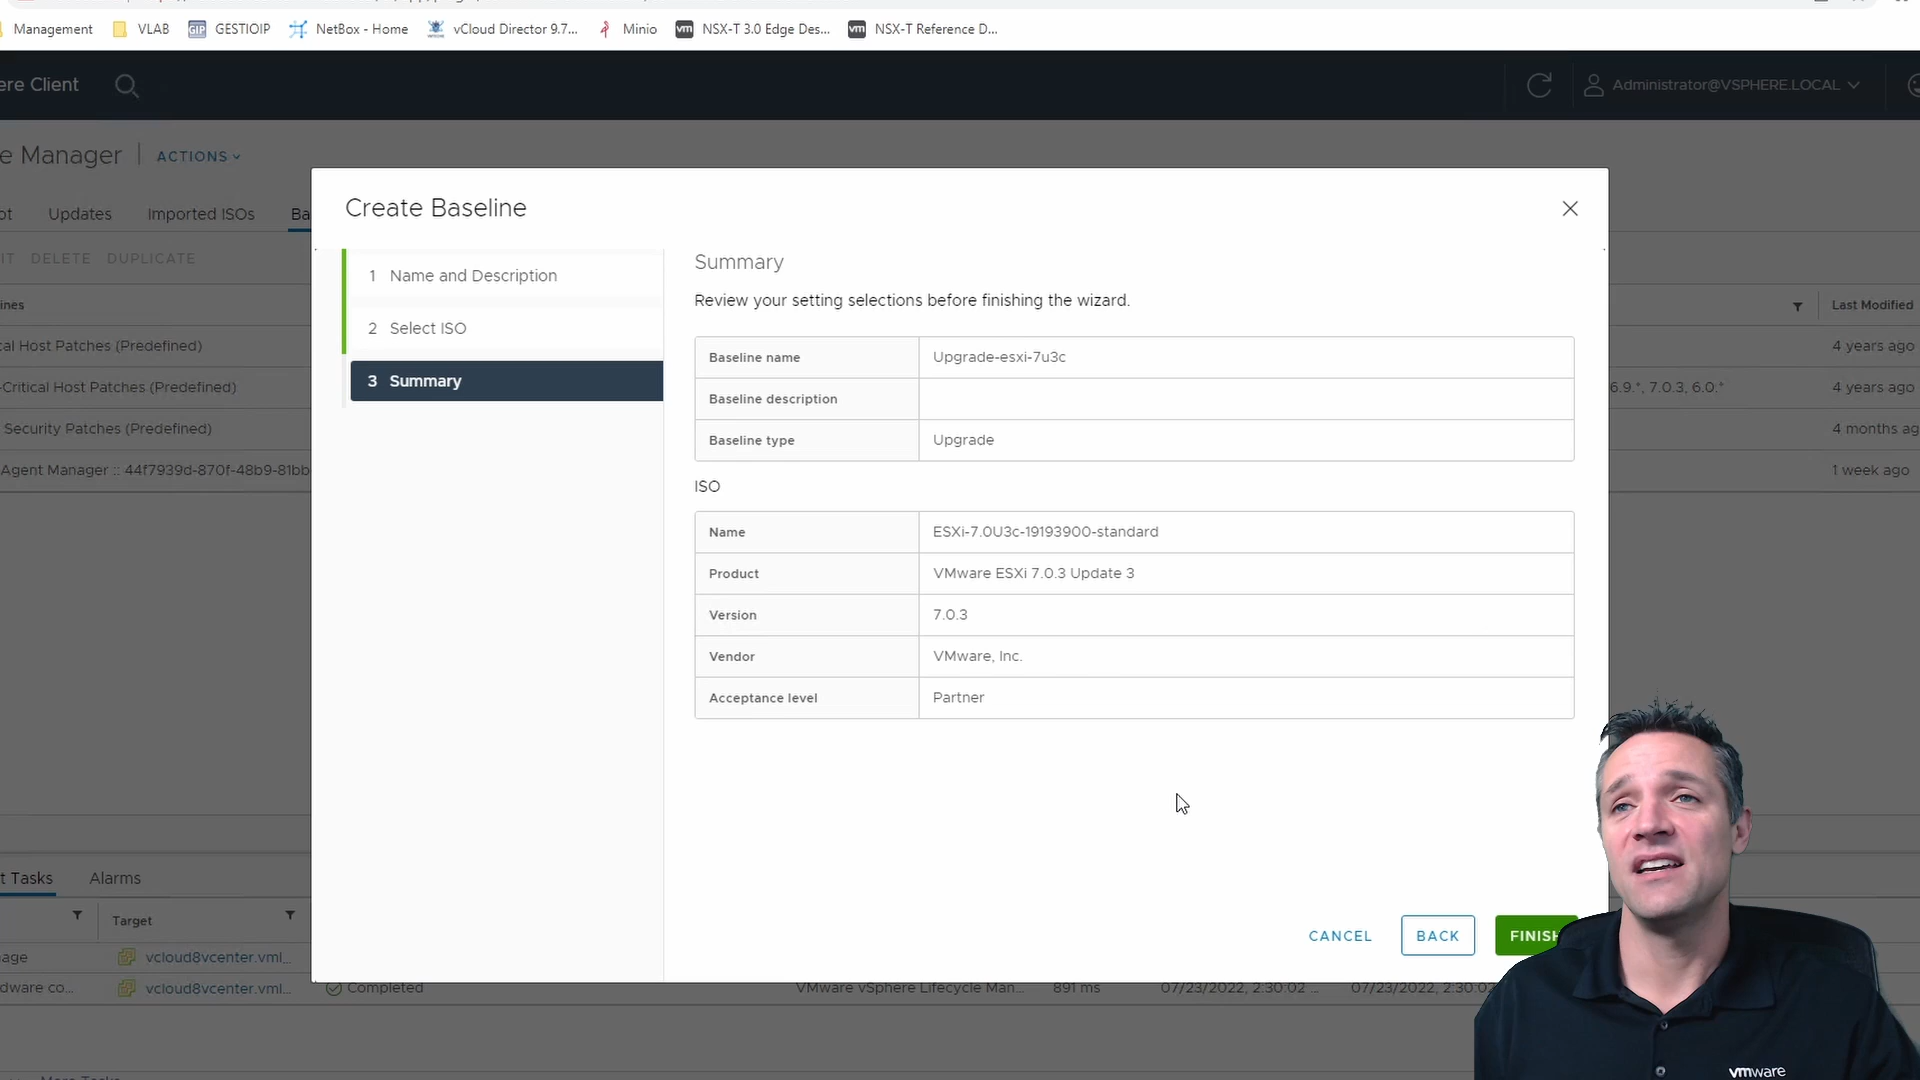 Management VLAB GESTIOIP NetBox - Home vCloud Director 9.7... Minio NSX-T 3.0 Edge Des... NSX-T Reference D...
ere Client Administrator@VSPHERE.LOCAL
e Manager ACTIONS
ot Updates Imported ISOs Ba
IT DELETE DUPLICATE
ines Last Modified
cal Host Patches (Predefined) 4 years ago
-Critical Host Patches (Predefined) 6.9.*, 7.0.3, 6.0.* 4 years ago
Security Patches (Predefined) 4 months ag
Agent Manager :: 44f7939d-870f-48b9-81bb 1 week ago
Create Baseline
1 Name and Description
2 Select ISO
3 Summary
Summary
Review your setting selections before finishing the wizard.
Baseline name Upgrade-esxi-7u3c
Baseline description
Baseline type Upgrade
ISO
Name ESXi-7.0U3c-19193900-standard
Product VMware ESXi 7.0.3 Update 3
Version 7.0.3
Vendor VMware, Inc.
Acceptance level Partner
CANCEL BACK FINISH
t Tasks Alarms
Target
age vcloud8vcenter.vml...
dware co... vcloud8vcenter.vml... Completed VMware vSphere Lifecycle Man... 891 ms 07/23/2022, 2:30:02 ... 07/23/2022, 2:30:02
vmware